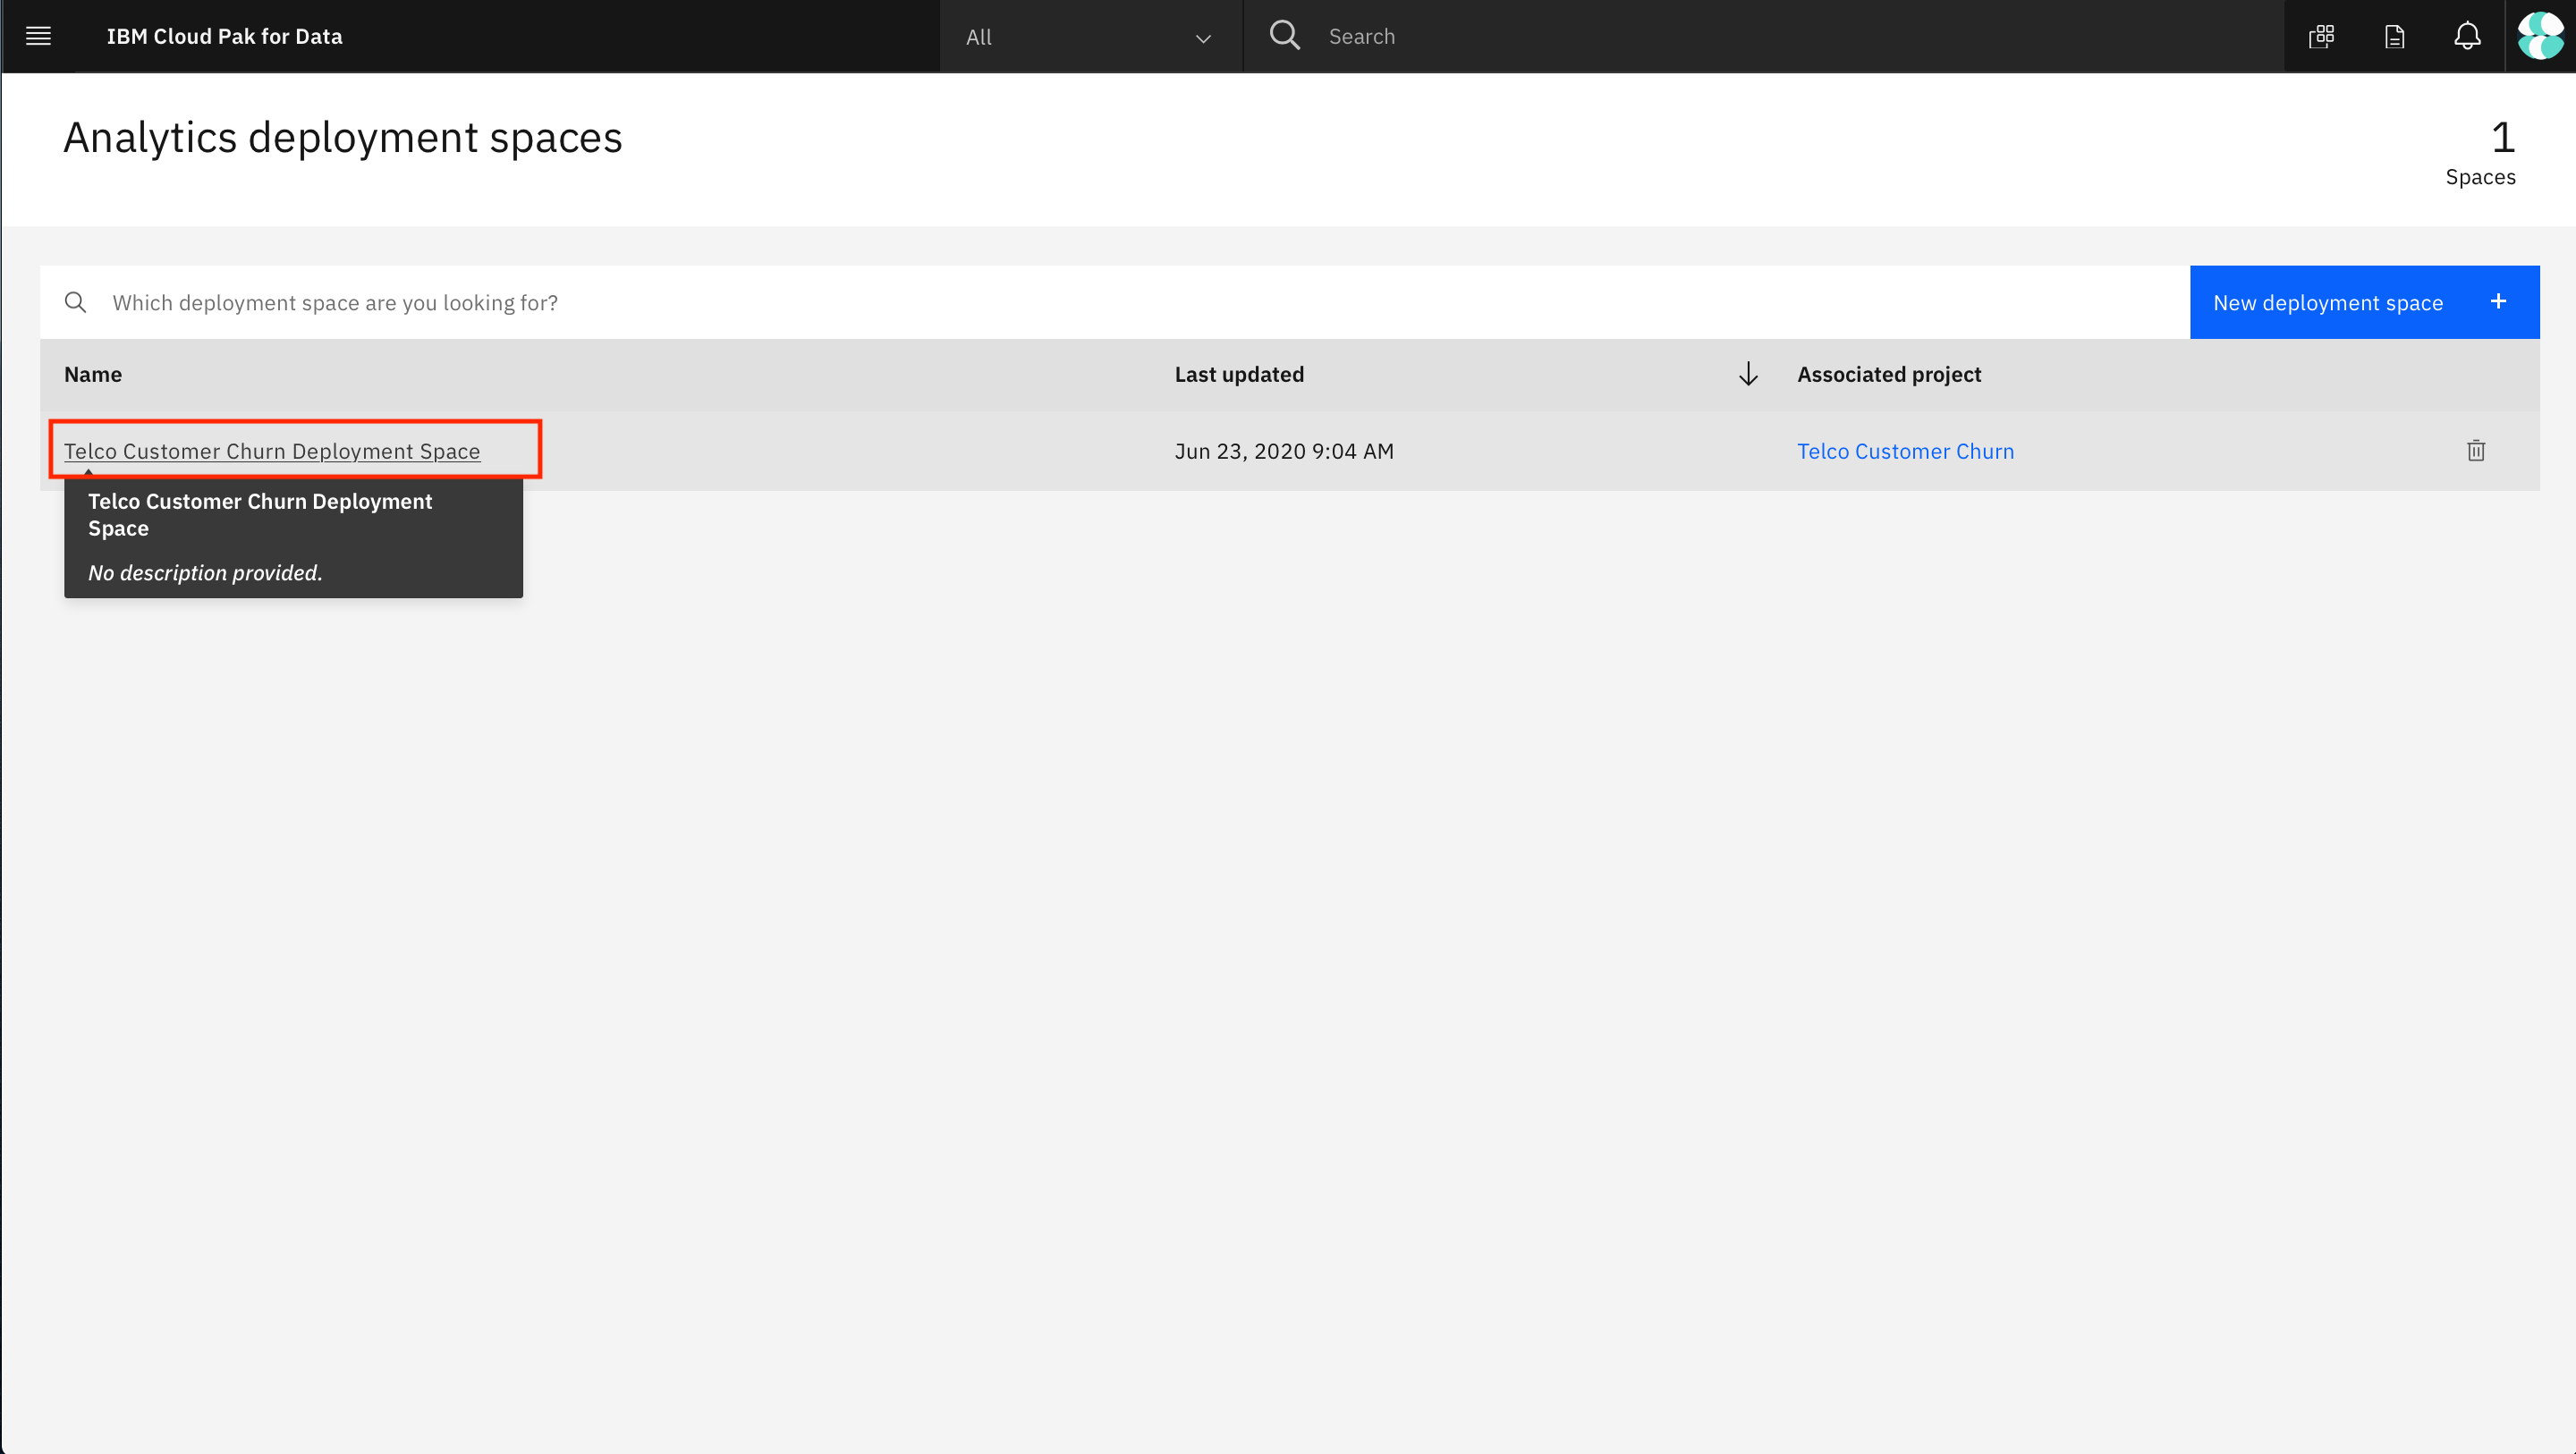 IBM Cloud Pak for Data
All
Search
Analytics deployment spaces
1
Spaces
Which deployment space are you looking for?
New deployment space +
Name
Last updated
Associated project
Telco Customer Churn Deployment Space
Jun 23, 2020 9:04 AM
Telco Customer Churn
Telco Customer Churn Deployment
Space
No description provided.